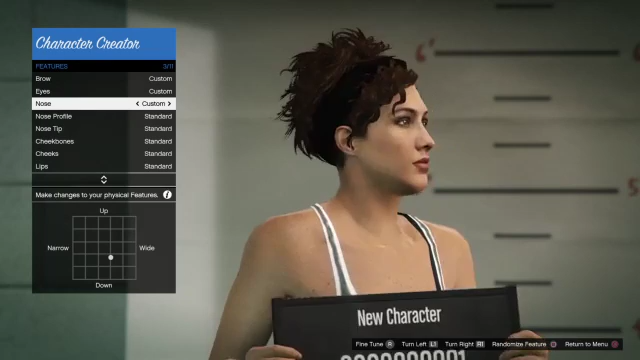 Character Creator
FEATURES 3/11
Brow Custom
Eyes Custom
Nose < Custom >
Nose Profile Standard
Nose Tip Standard
Cheekbones Standard
Cheeks Standard
Lips Standard
Make changes to your physical Features. i
Up
Narrow Wide
Down
6'
New Character
Fine Tune R Turn Left L1 Turn Right R1 Randomize Feature Return to Menu